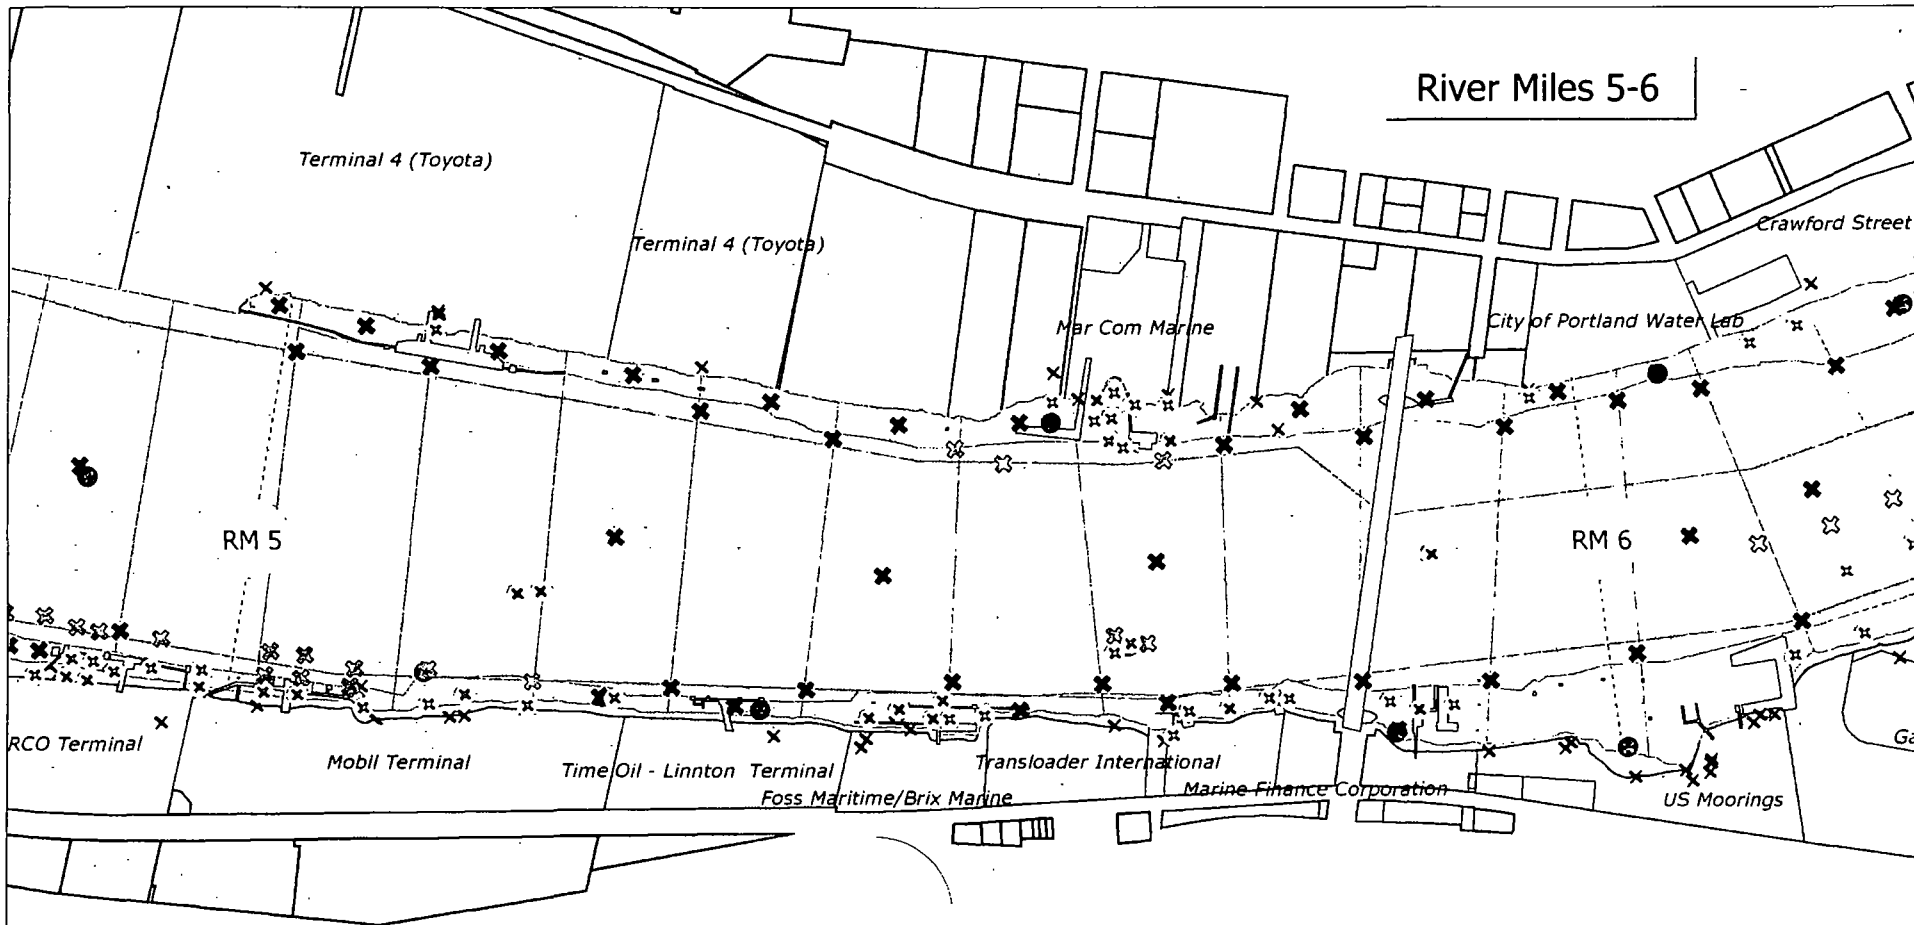 River Miles 5-6
Terminal 4 (Toyota)
Terminal 4 (Toyota)
Crawford Street
Mar Com Marine
City of Portland Water Lab
RM 5
RM 6
RCO Terminal
Mobil Terminal
Time Oil - Linnton Terminal
Transloader International
Foss Maritime/Brix Marine
Marine Finance Corporation
US Moorings
Ga